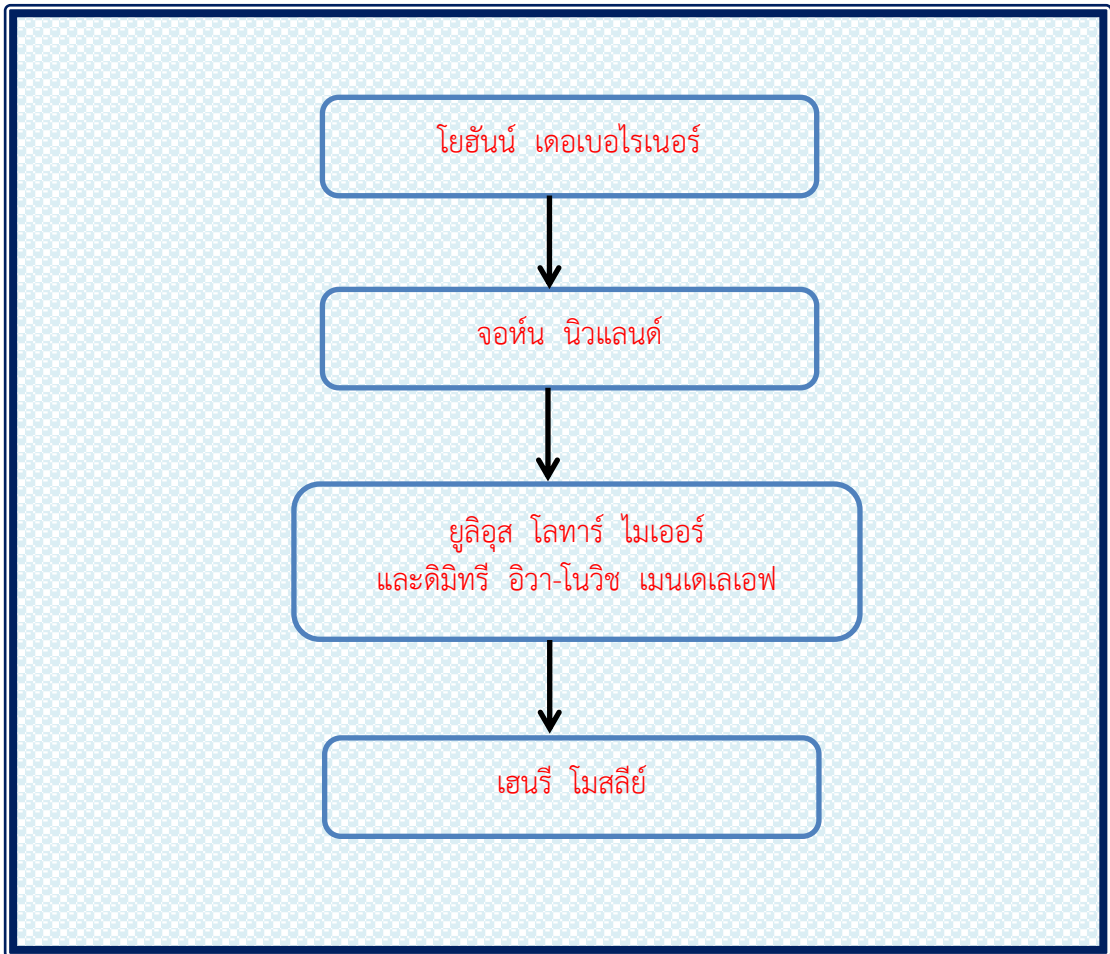 โยฮันน์ เดอเบอไรเนอร์
จอห์น นิวแลนด์
ยูลิอุส โลทาร์ ไมเออร์
และดิมิทรี อิวา-โนวิช เมนเดเลเอฟ
เฮนรี โมสลีย์